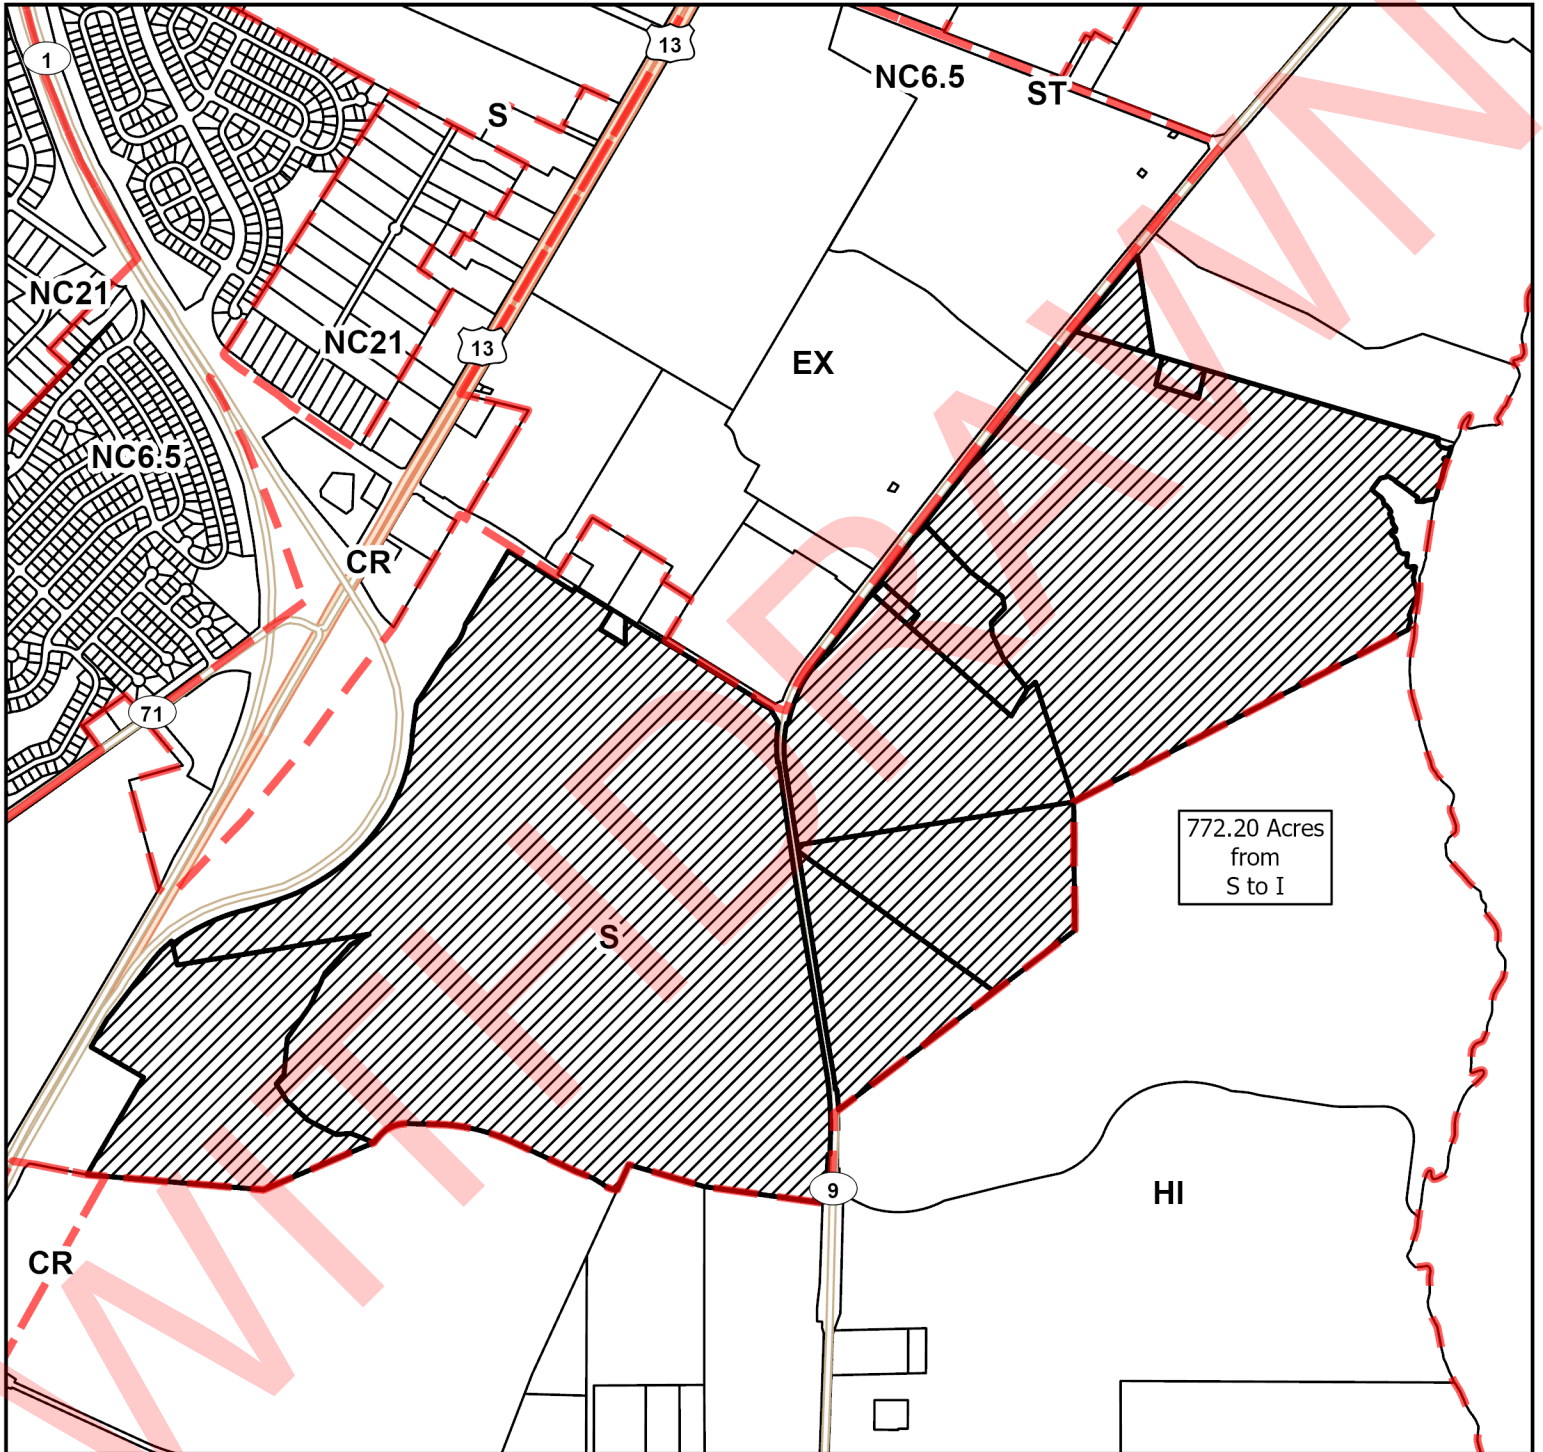 13
1
NC6.5
ST
S
NC21
NC21
13
EX
NC6.5
CR
71
772.20 Acres
from
S to I
S
9
HI
CR
WITHDRAWN